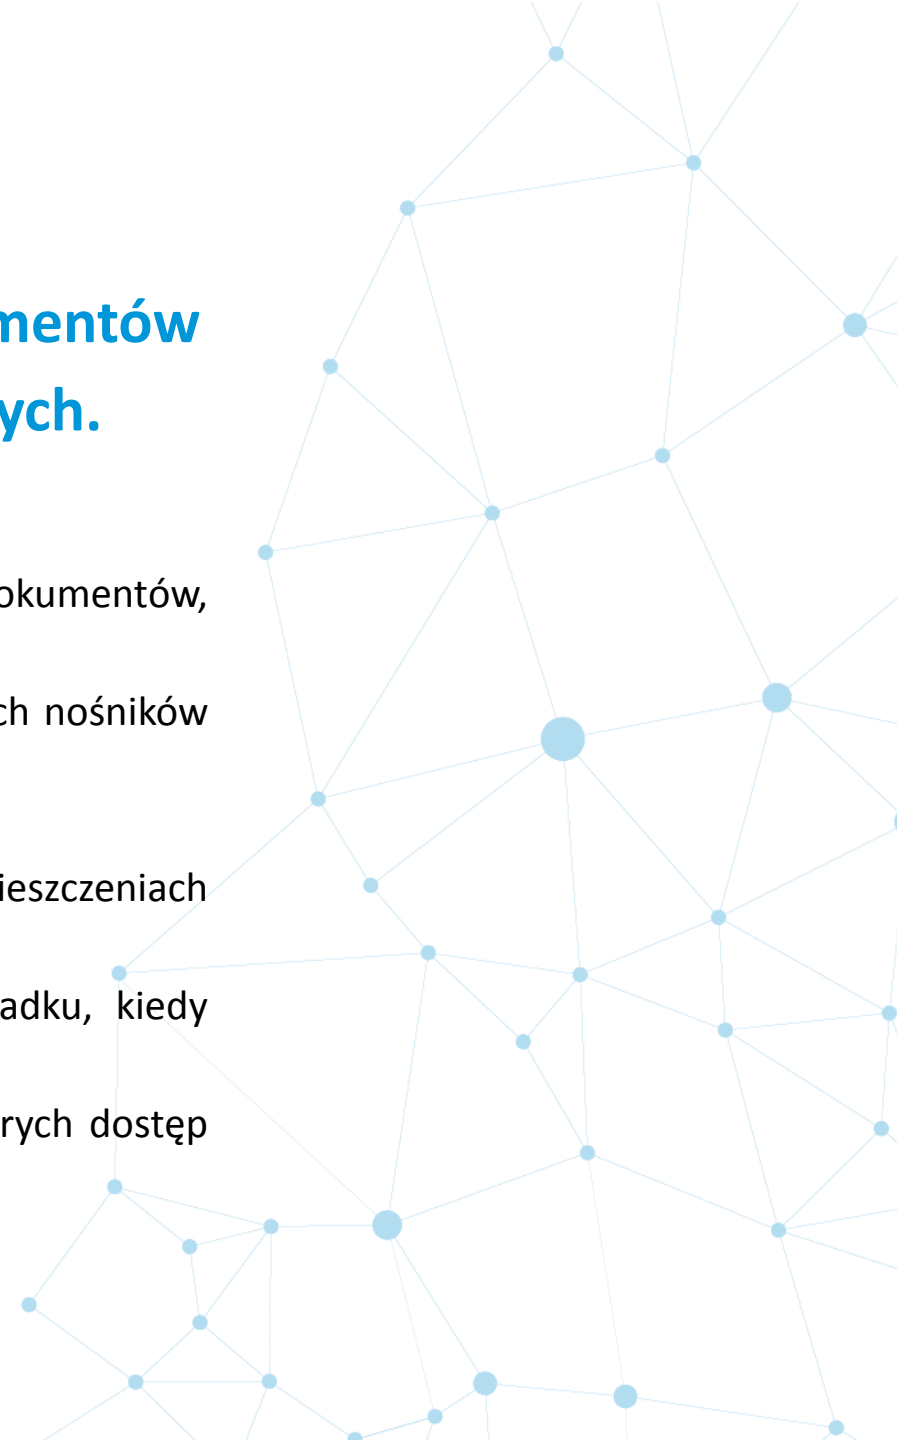 mentów
ych.
okumentów,
ch nośników
ieszczeniach
adku, kiedy
rych dostęp